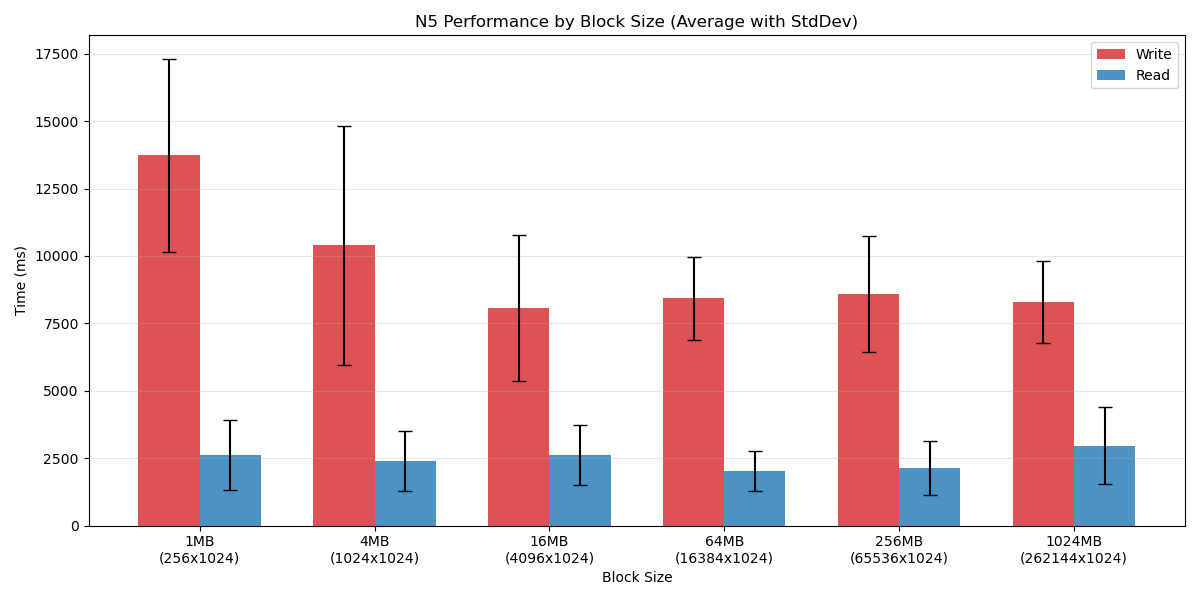 N5 Performance by Block Size (Average with StdDev)
Write
Read
Time (ms)
17500
15000
12500
10000
7500
5000
2500
0
1MB
(256x1024)
4MB
(1024x1024)
16MB
(4096x1024)
64MB
(16384x1024)
256MB
(65536x1024)
1024MB
(262144x1024)
Block Size